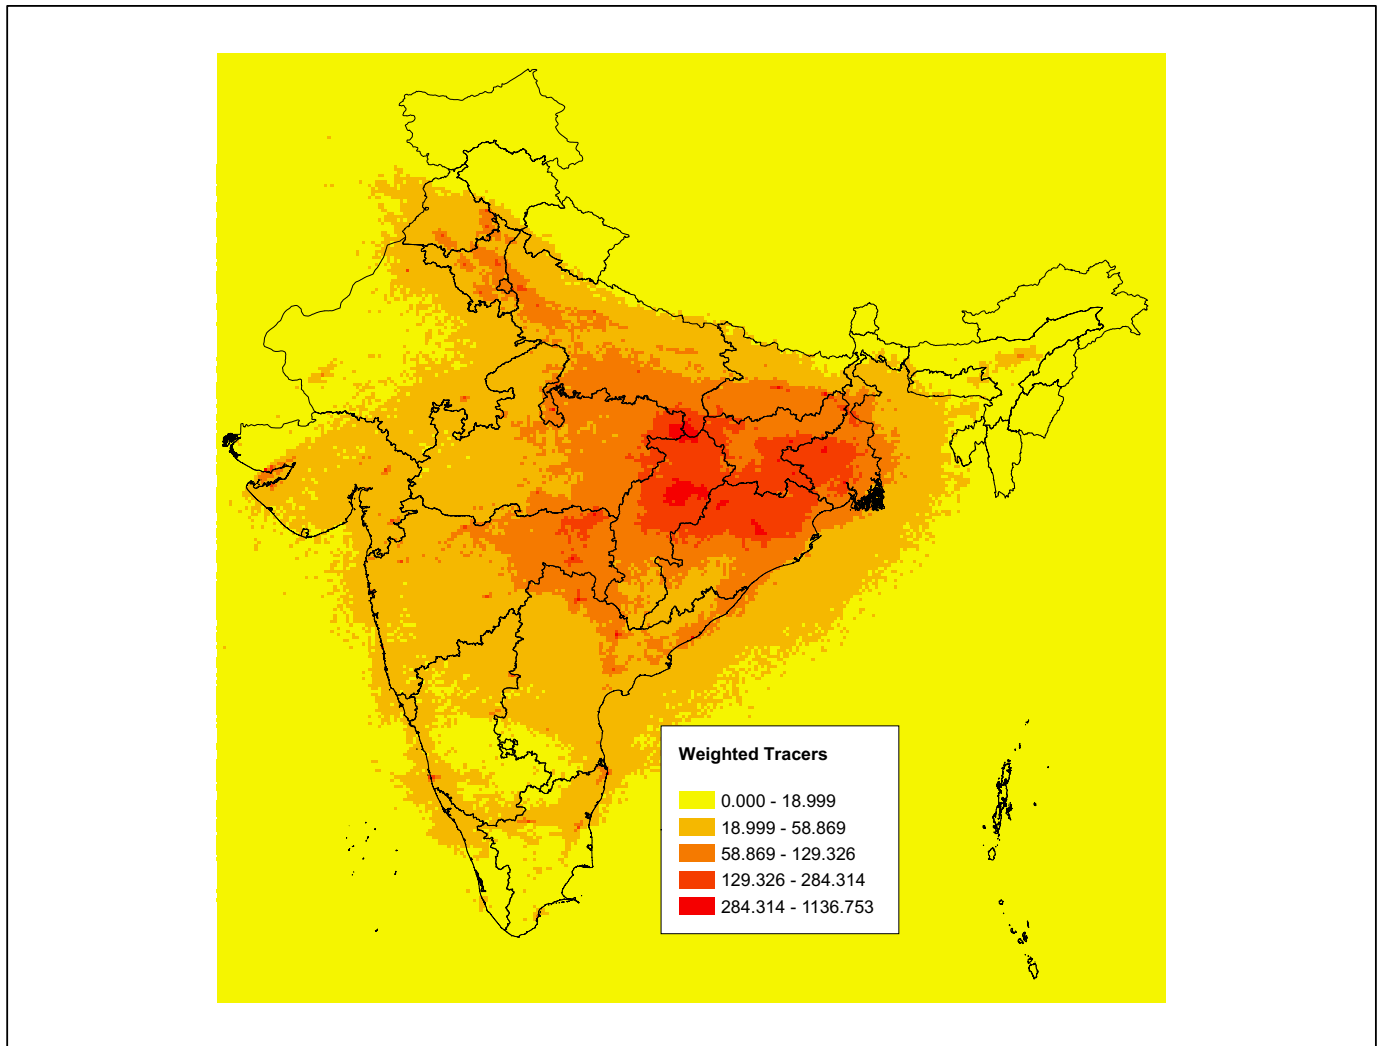 Weighted Tracers
0.000 - 18.999
18.999 - 58.869
58.869 - 129.326
129.326 - 284.314
284.314 - 1136.753